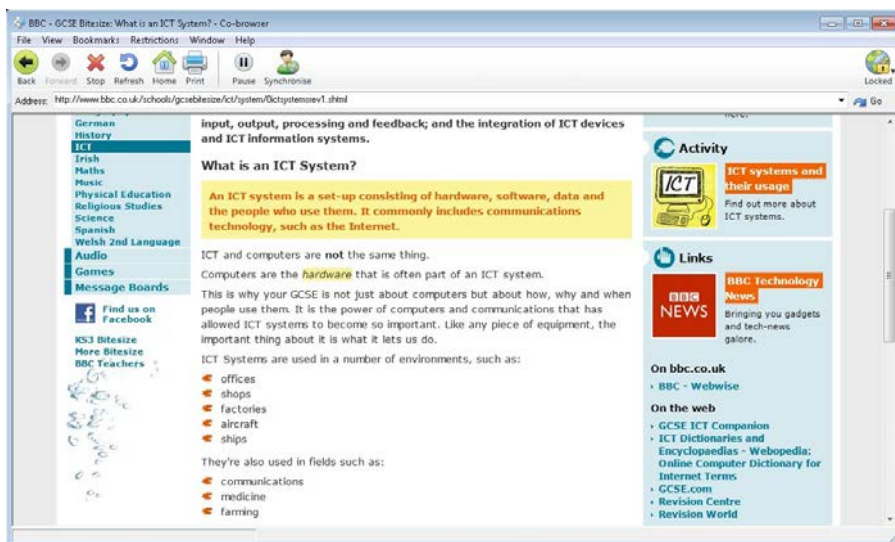 BBC - GCSE Bitesize: What is an ICT System? - Co-browser
File View Bookmarks Restrictions Window Help
Back Forward Stop Refresh Home Print Pause Synchronise Locked
Address: http://www.bbc.co.uk/schools/gcsebitesize/ict/system/0ictsystemsrev1.shtml Go
German
History
ICT
Irish
Maths
Music
Physical Education
Religious Studies
Science
Spanish
Welsh 2nd Language
Audio
Games
Message Boards
Find us on
Facebook
KS3 Bitesize
More Bitesize
BBC Teachers
input, output, processing and feedback; and the integration of ICT devices
and ICT information systems.
What is an ICT System?
An ICT system is a set-up consisting of hardware, software, data and
the people who use them. It commonly includes communications
technology, such as the Internet.
ICT and computers are not the same thing.
Computers are the hardware that is often part of an ICT system.
This is why your GCSE is not just about computers but about how, why and when
people use them. It is the power of computers and communications that has
allowed ICT systems to become so important. Like any piece of equipment, the
important thing about it is what it lets us do.
ICT Systems are used in a number of environments, such as:
offices
shops
factories
aircraft
ships
They're also used in fields such as:
communications
medicine
farming
here.
Activity
ICT
ICT systems and
their usage
Find out more about
ICT systems.
Links
BBC
NEWS
BBC Technology
News
Bringing you gadgets
and tech-news
galore.
On bbc.co.uk
BBC - Webwise
On the web
GCSE ICT Companion
ICT Dictionaries and
Encyclopaedias - Webopedia:
Online Computer Dictionary for
Internet Terms
GCSE.com
Revision Centre
Revision World